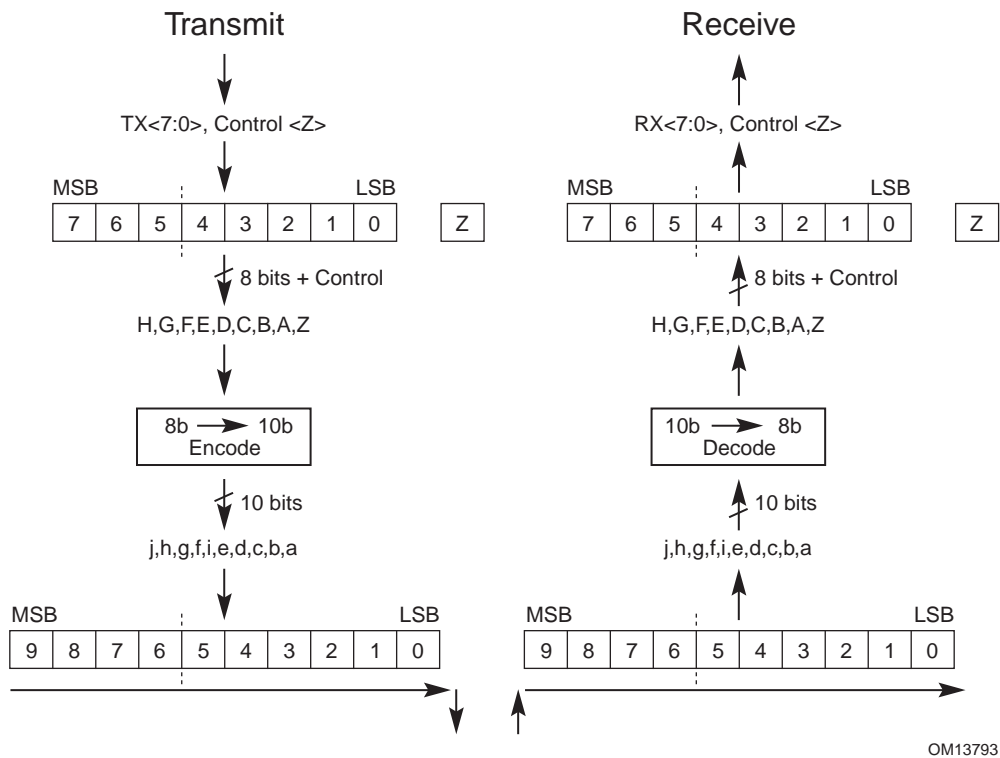 Transmit
TX<7:0>, Control <Z>
MSB LSB
7 6 5 4 3 2 1 0 Z
8 bits + Control
H,G,F,E,D,C,B,A,Z
8b 10b
Encode
10 bits
j,h,g,f,i,e,d,c,b,a
MSB LSB
9 8 7 6 5 4 3 2 1 0
Receive
RX<7:0>, Control <Z>
MSB LSB
7 6 5 4 3 2 1 0 Z
8 bits + Control
H,G,F,E,D,C,B,A,Z
10b 8b
Decode
10 bits
j,h,g,f,i,e,d,c,b,a
MSB LSB
9 8 7 6 5 4 3 2 1 0
OM13793